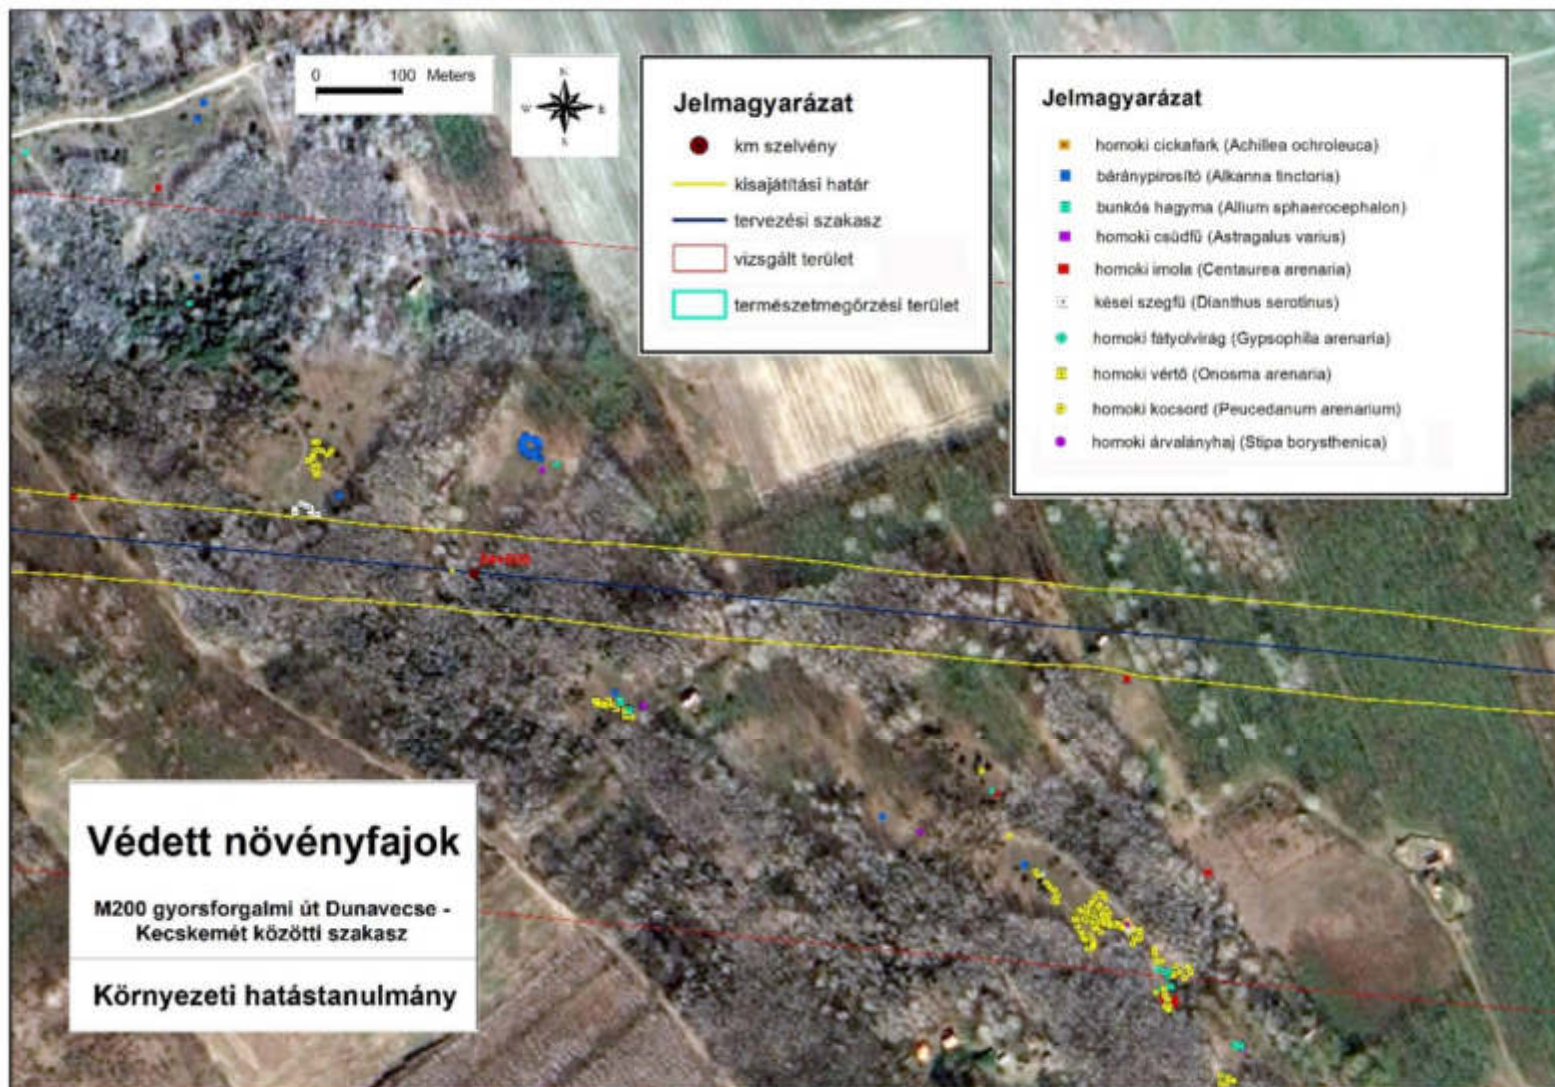 0 100 Meters
Jelmagyarázat
km szelvény
kisajátítási határ
tervezési szakasz
vizsgált terület
természetmegőrzési terület
Jelmagyarázat
homoki cickafark (Achillea ochroleuca)
báránypirosító (Alkanna tinctoria)
bunkós hagyma (Allium sphaerocephalon)
homoki csüdfű (Astragalus varius)
homoki imola (Centaurea arenaria)
kései szegfű (Dianthus serotinus)
homoki fátyolvirág (Gypsophila arenaria)
homoki vértő (Onosma arenaria)
homoki kocsord (Peucedanum arenarium)
homoki árvalányhaj (Stipa borysthenica)
Védett növényfajok
M200 gyorsforgalmi út Dunavecse -
Kecskemét közötti szakasz
Környezeti hatástanulmány